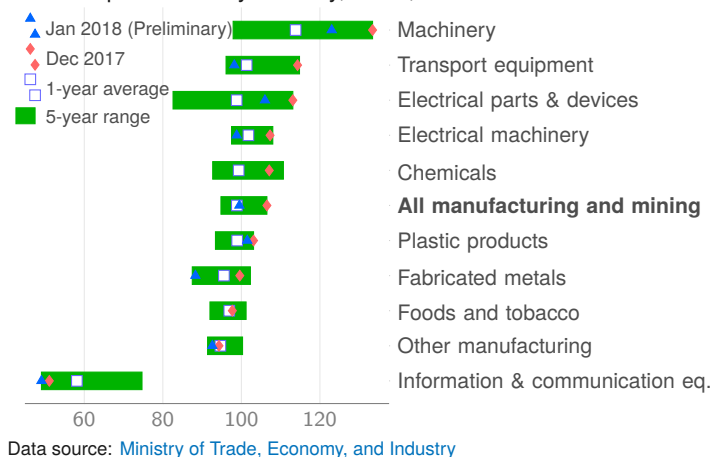 Jan 2018 (Preliminary)
Dec 2017
1-year average
5-year range
Machinery
Transport equipment
Electrical parts & devices
Electrical machinery
Chemicals
All manufacturing and mining
Plastic products
Fabricated metals
Foods and tobacco
Other manufacturing
Information & communication eq.
60 80 100 120
Data source: Ministry of Trade, Economy, and Industry